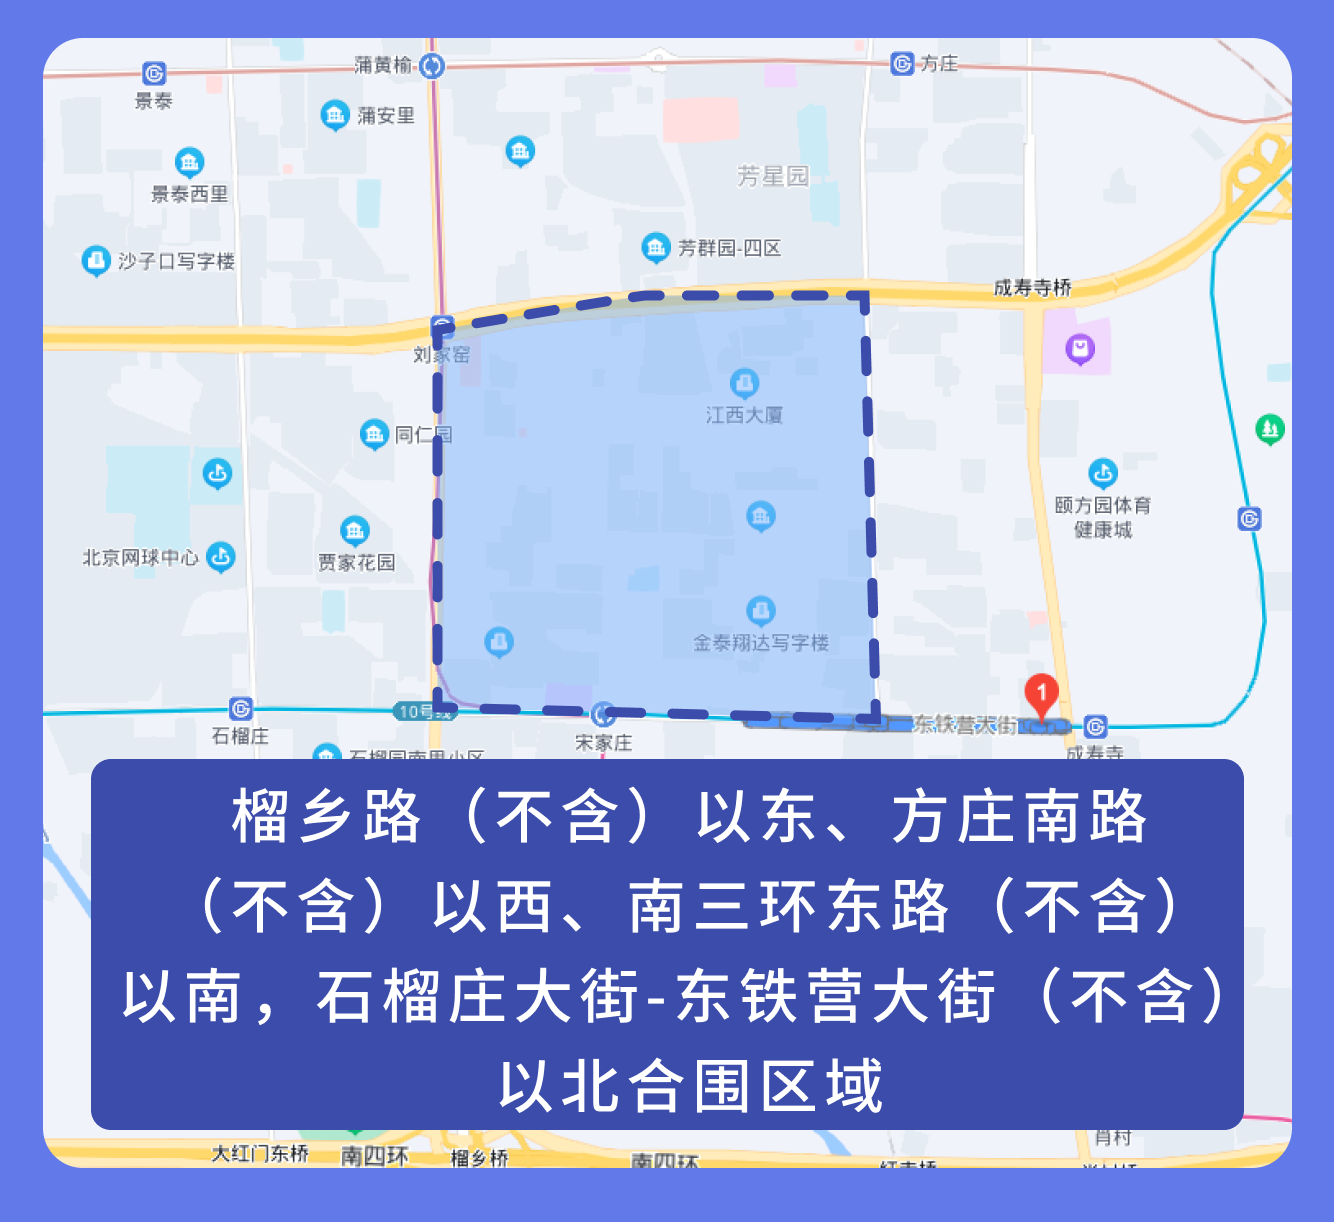 蒲黄榆
方庄
景泰
蒲安里
芳星园
景泰西里
芳群园-四区
沙子口写字楼
成寿寺桥
刘家窑
江西大厦
同仁园
颐方园体育
健康城
北京网球中心
贾家花园
金泰翔达写字楼
10号线
石榴庄
宋家庄
东铁营大街
1
成寿寺
石榴园南里小区
榴乡路（不含）以东、方庄南路
（不含）以西、南三环东路（不含）
以南，石榴庄大街-东铁营大街（不含）
以北合围区域
肖村
大红门东桥
南四环
榴乡桥
南四环